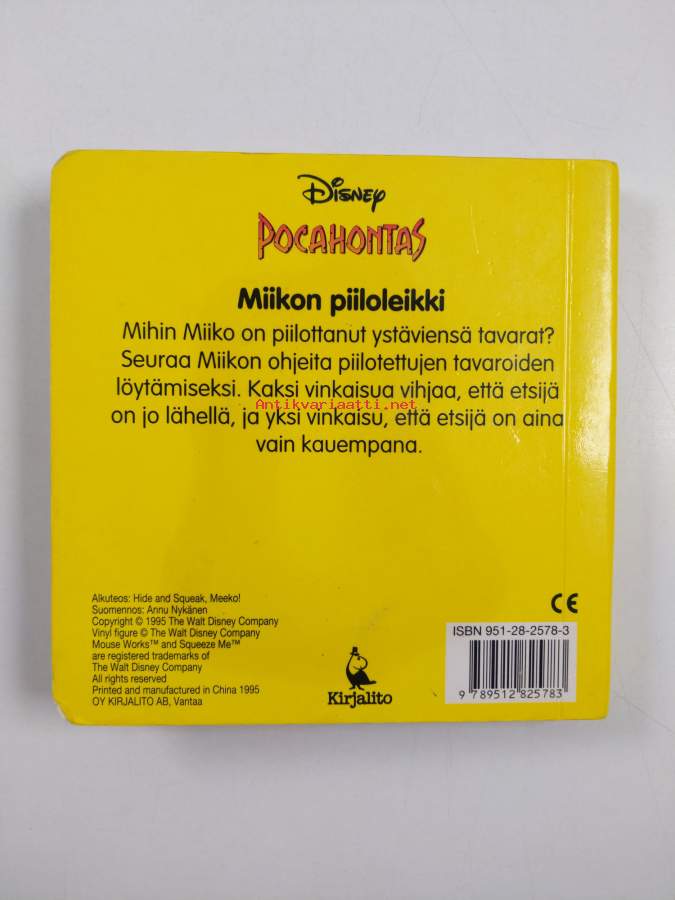 Disney
POCAHONTAS
Miikon piiloleikki
Mihin Miiko on piilottanut ystäviensä tavarat?
Seuraa Miikon ohjeita piilotettujen tavaroiden
löytämiseksi. Kaksi vinkaisua vihjaa, että etsijä
Antikvariaatti.net
on jo lähellä, ja yksi vinkaisu, että etsijä on aina
vain kauempana.
Alkuteos: Hide and Squeak, Meeko!
Suomennos: Annu Nykänen
Copyright © 1995 The Walt Disney Company
Vinyl figure © The Walt Disney Company
Mouse Works™ and Squeeze Me™
are registered trademarks of
The Walt Disney Company
All rights reserved
Printed and manufactured in China 1995
OY KIRJALITO AB, Vantaa
Kirjalito
CE
ISBN 951-28-2578-3
9 789512 825783